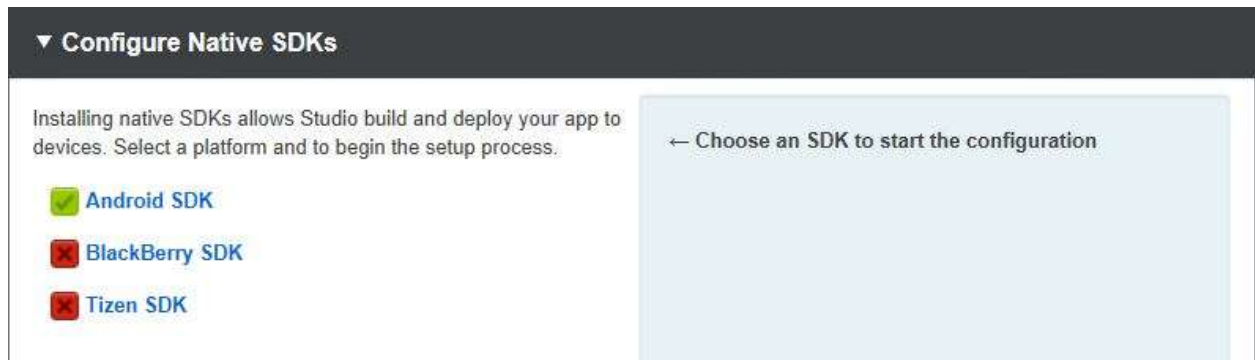 ▼ Configure Native SDKs
Installing native SDKs allows Studio build and deploy your app to
devices. Select a platform and to begin the setup process.
← Choose an SDK to start the configuration
Android SDK
BlackBerry SDK
Tizen SDK